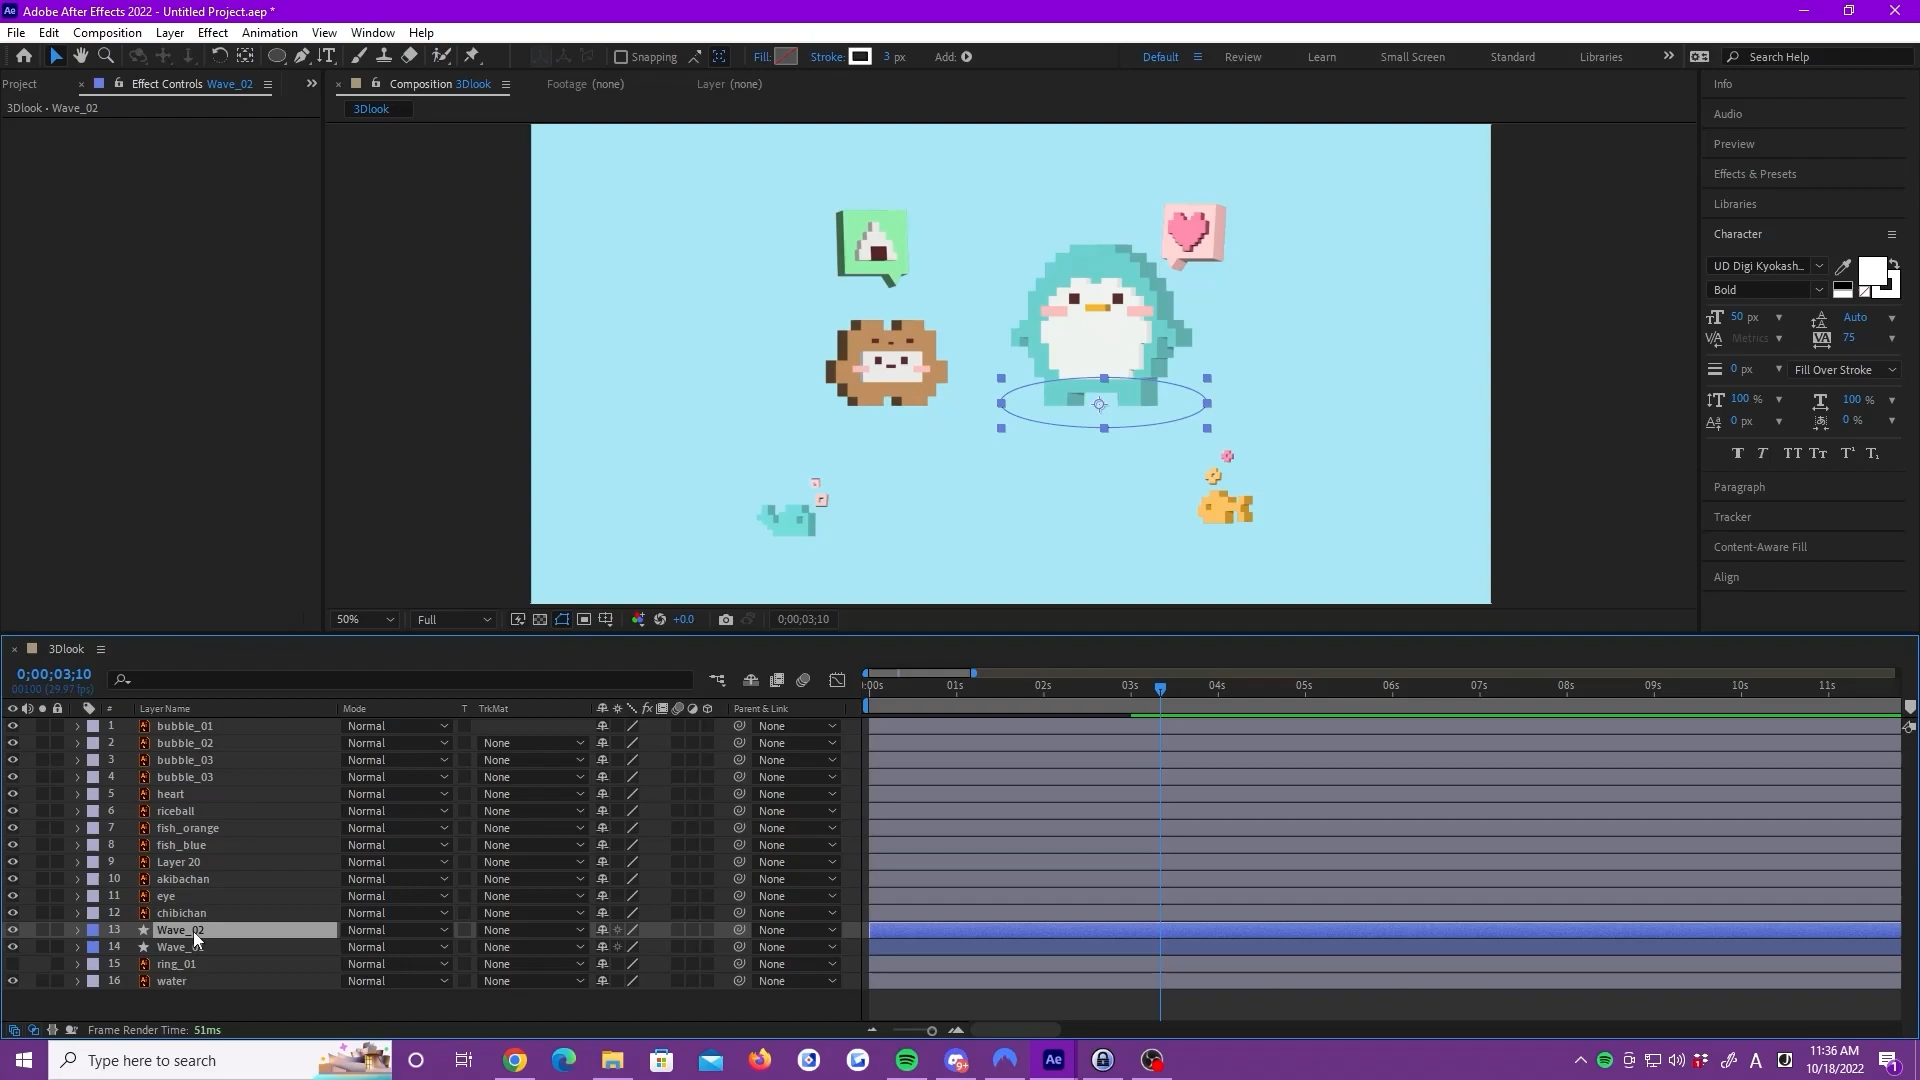 Adobe After Effects 2022 - Untitled Project.aep *
File Edit Composition Layer Effect Animation View Window Help
Snapping Fill: Stroke: 3 px Add: Default Review Learn Small Screen Standard Libraries Search Help
Project Effect Controls Wave_02 Composition 3Dlook Footage (none) Layer (none)
3Dlook • Wave_02
3Dlook
Info
Audio
Preview
Effects & Presets
Libraries
Character
UD Digi Kyokash...
Bold
50 px Auto
Metrics 75
0 px Fill Over Stroke
100 % 100 %
0 px 0 %
Paragraph
Tracker
Content-Aware Fill
Align
50% Full +0.0 0;00;03;10
3Dlook
0;00;03;10
00100 (29.97 fps)
:00s 01s 02s 03s 04s 05s 06s 07s 08s 09s 10s 11s
# Layer Name Mode T TrkMat Parent & Link
1 bubble_01 Normal None
2 bubble_02 Normal None None
3 bubble_03 Normal None None
4 bubble_03 Normal None None
5 heart Normal None None
6 riceball Normal None None
7 fish_orange Normal None None
8 fish_blue Normal None None
9 Layer 20 Normal None None
10 akibachan Normal None None
11 eye Normal None None
12 chibichan Normal None None
13 Wave_02 Normal None None
14 Wave_ Normal None None
15 ring_01 Normal None None
16 water Normal None None
Frame Render Time: 51ms
Type here to search
11:36 AM
10/18/2022